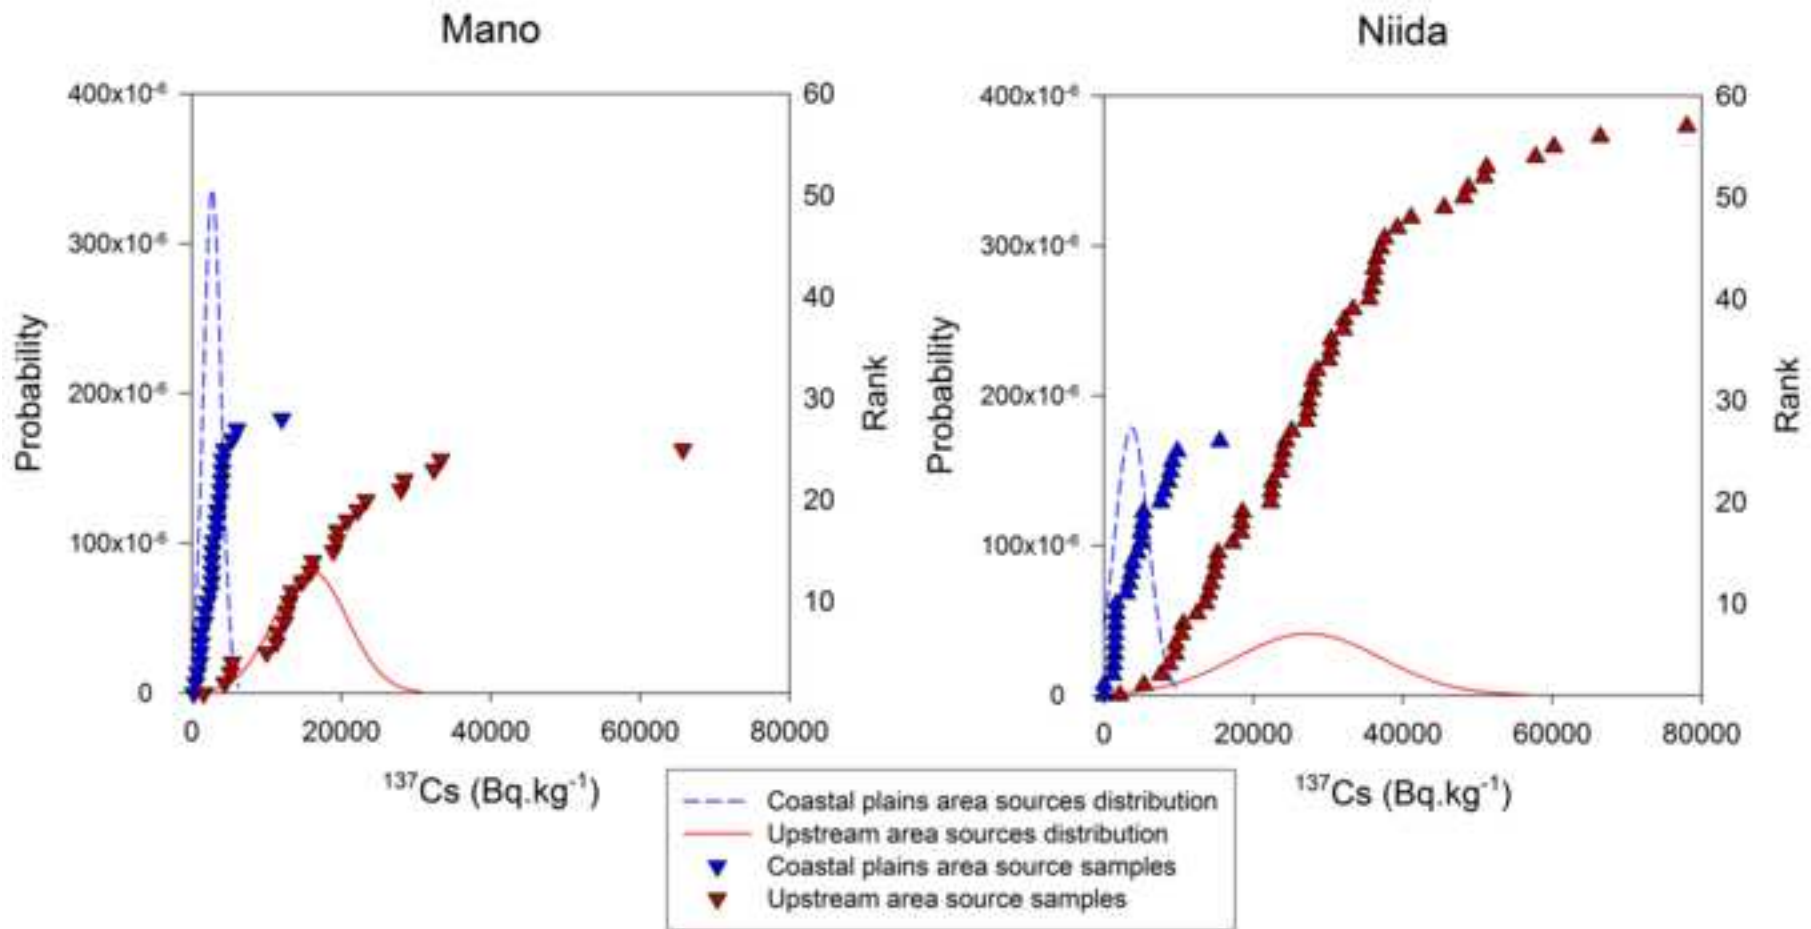 Mano
Niida
400x10⁻⁶
300x10⁻⁶
200x10⁻⁶
100x10⁻⁶
0
Probability
60
50
40
30
20
10
Rank
0
20000
40000
60000
80000
¹³⁷Cs (Bq.kg⁻¹)
400x10⁻⁶
300x10⁻⁶
200x10⁻⁶
100x10⁻⁶
0
Probability
60
50
40
30
20
10
Rank
0
20000
40000
60000
80000
¹³⁷Cs (Bq.kg⁻¹)
Coastal plains area sources distribution
Upstream area sources distribution
Coastal plains area source samples
Upstream area source samples